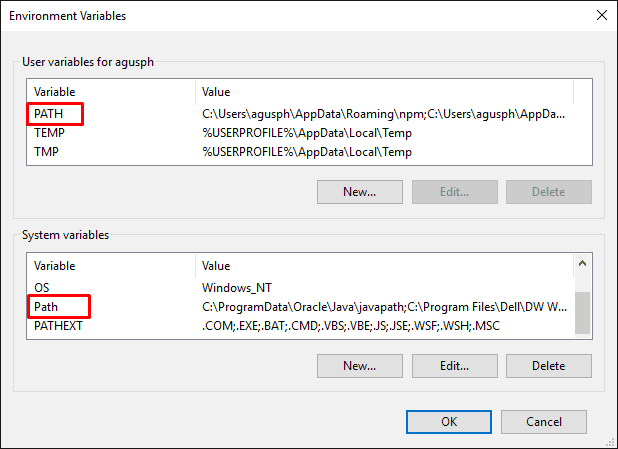 Environment Variables
User variables for agusph
Variable Value
PATH C:\Users\agusph\AppData\Roaming\npm;C:\Users\agusph\AppDa...
TEMP %USERPROFILE%\AppData\Local\Temp
TMP %USERPROFILE%\AppData\Local\Temp
New... Edit... Delete
System variables
Variable Value
OS Windows_NT
Path C:\ProgramData\Oracle\Java\javapath;C:\Program Files\Dell\DW W...
PATHEXT .COM;.EXE;.BAT;.CMD;.VBS;.VBE;.JS;.JSE;.WSF;.WSH;.MSC
New... Edit... Delete
OK Cancel